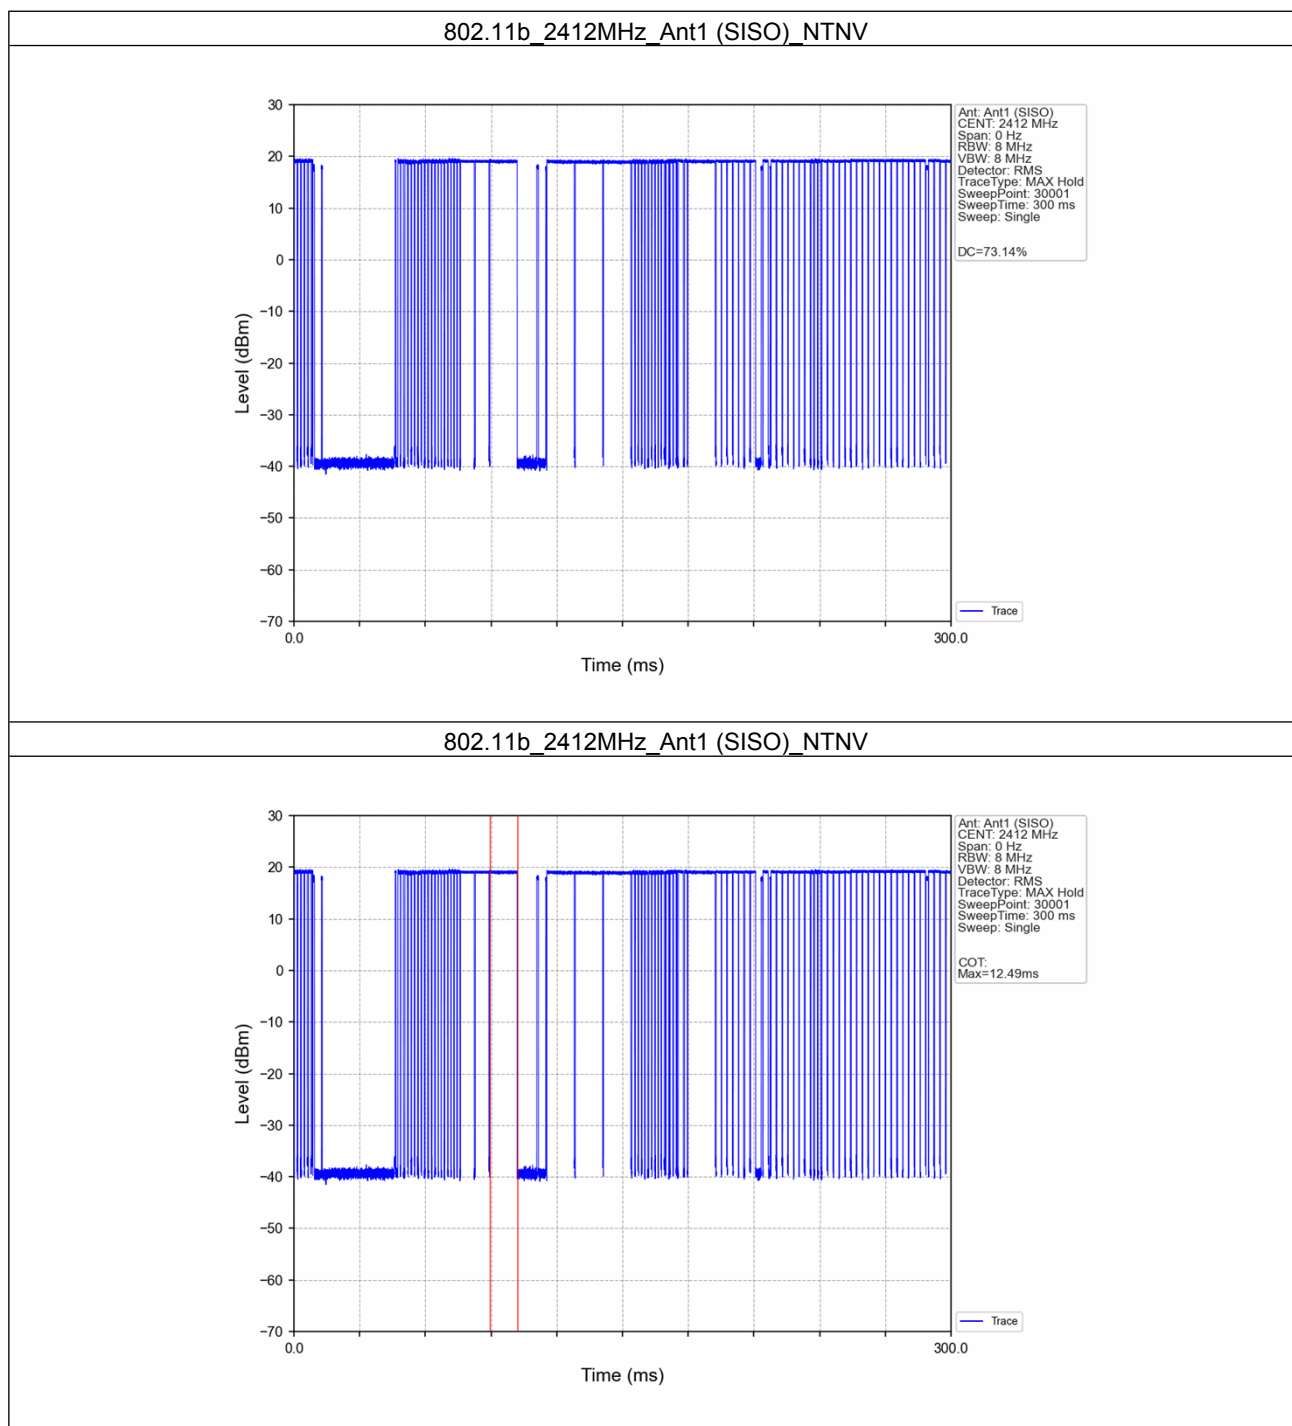 802.11b_2412MHz_Ant1 (SISO)_NTNV
30
20
10
0
−10
−20
−30
−40
−50
−60
−70
Level (dBm)
0.0
300.0
Time (ms)
Ant: Ant1 (SISO)
CENT: 2412 MHz
Span: 0 Hz
RBW: 8 MHz
VBW: 8 MHz
Detector: RMS
TraceType: MAX Hold
SweepPoint: 30001
SweepTime: 300 ms
Sweep: Single
DC=73.14%
Trace
802.11b_2412MHz_Ant1 (SISO)_NTNV
30
20
10
0
−10
−20
−30
−40
−50
−60
−70
Level (dBm)
0.0
300.0
Time (ms)
Ant: Ant1 (SISO)
CENT: 2412 MHz
Span: 0 Hz
RBW: 8 MHz
VBW: 8 MHz
Detector: RMS
TraceType: MAX Hold
SweepPoint: 30001
SweepTime: 300 ms
Sweep: Single
COT:
Max=12.49ms
Trace